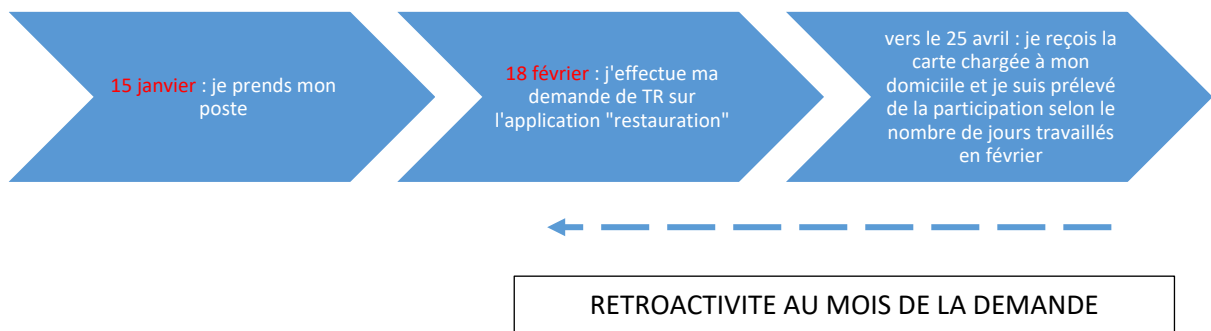 15 janvier : je prends mon
poste
18 février : j'effectue ma
demande de TR sur
l'application "restauration"
vers le 25 avril : je reçois la
carte chargée à mon
domiciile et je suis prélevé
de la participation selon le
nombre de jours travaillés
en février
RETROACTIVITE AU MOIS DE LA DEMANDE